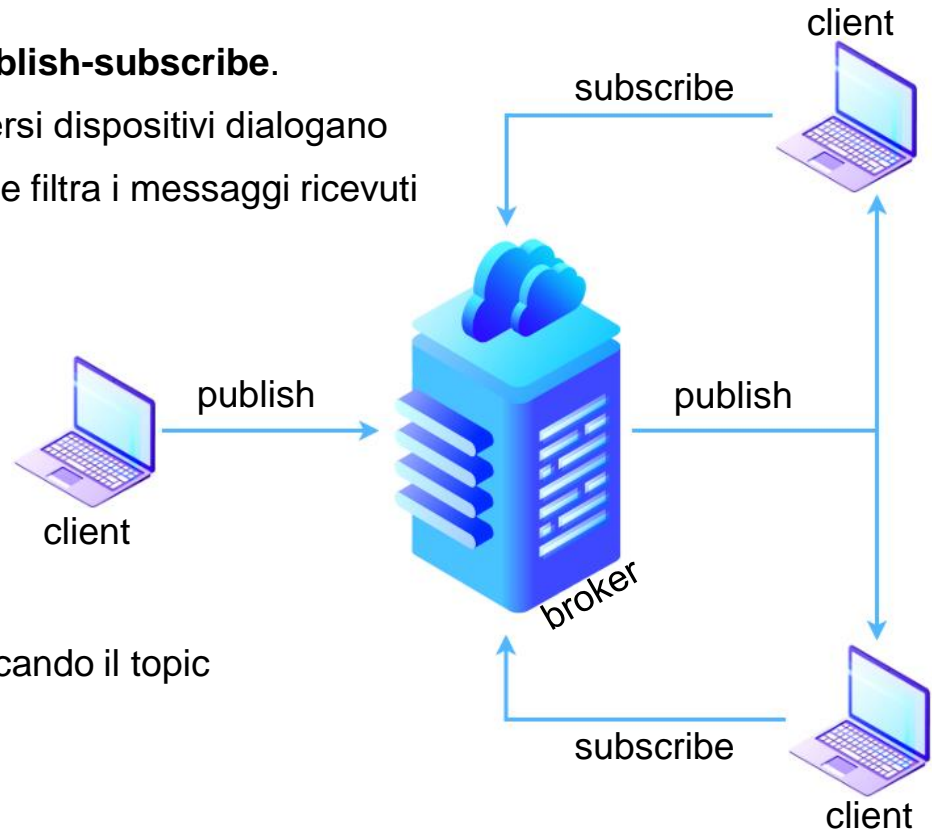 client
blish-subscribe.
subscribe
ersi dispositivi dialogano
e filtra i messaggi ricevuti
publish
publish
client
broker
cando il topic
subscribe
client